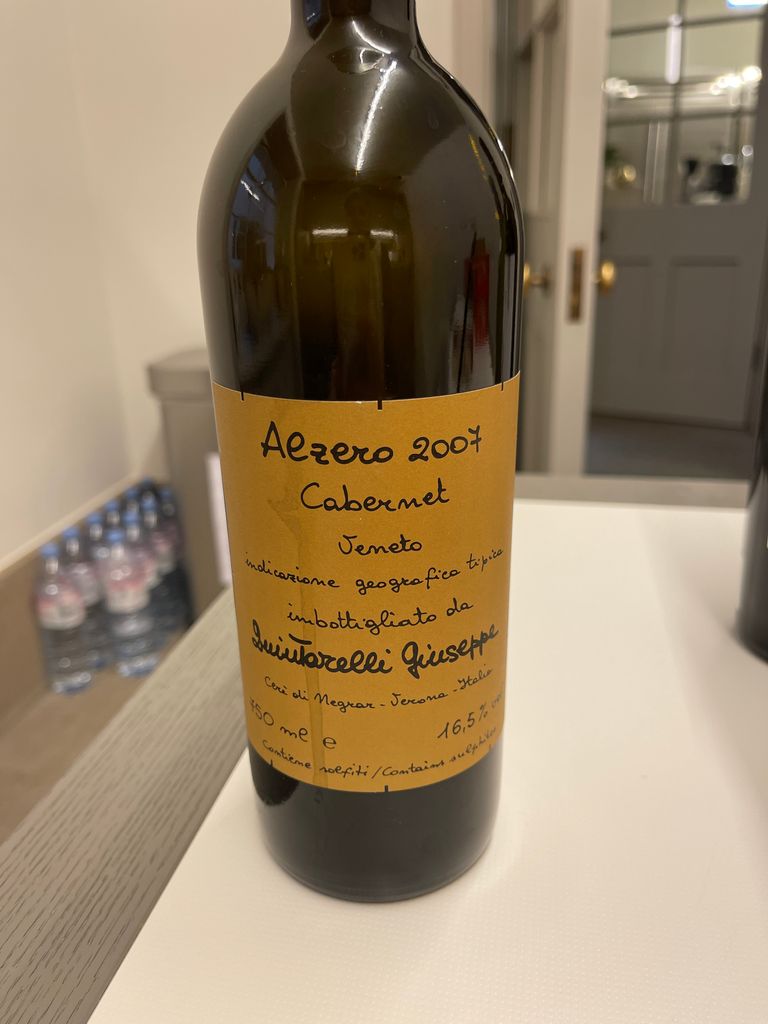 Alzero 2007
Cabernet
Veneto
indicazione geografica tipica
imbottigliato da
Quintarelli Giuseppe
Cerè di Negrar - Verona - Italia
750 ml e
16,5% vol
Contiene solfiti / Contains sulphites